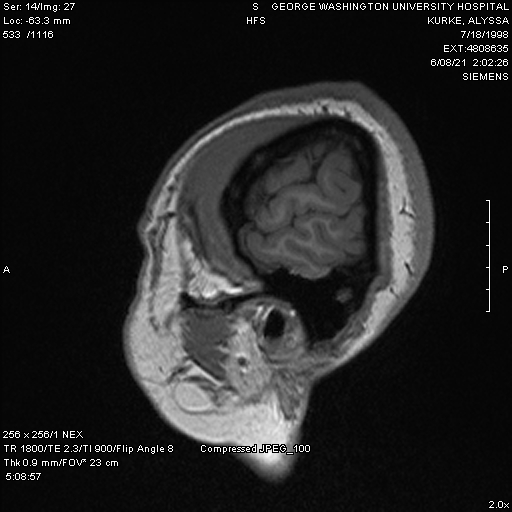 Ser: 14/Img: 27
Loc: -63.3 mm
533 /1116
S GEORGE WASHINGTON UNIVERSITY HOSPITAL
HFS KURKE, ALYSSA
7/18/1998
EXT:4808635
6/08/21 2:02:26
SIEMENS
A
P
256 x 256/1 NEX
TR 1800/TE 2.3/TI 900/Flip Angle 8
Compressed JPEG_100
Thk 0.9 mm/FOV* 23 cm
5:08:57
2.0x